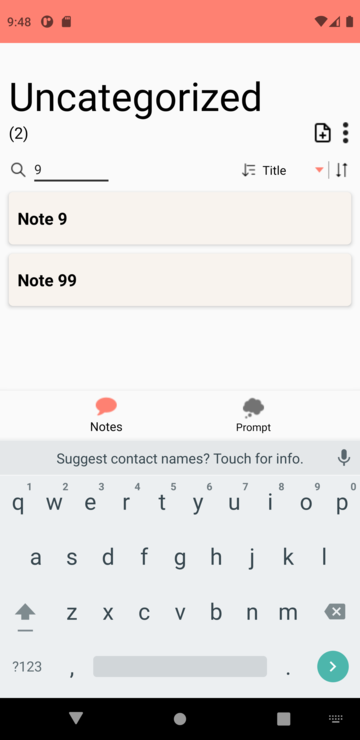 9:48
Uncategorized
(2)
9
Title
Note 9
Note 99
Notes
Prompt
Suggest contact names? Touch for info.
1 2 3 4 5 6 7 8 9 0
q w e r t y u i o p
a s d f g h j k l
z x c v b n m
?123 , .